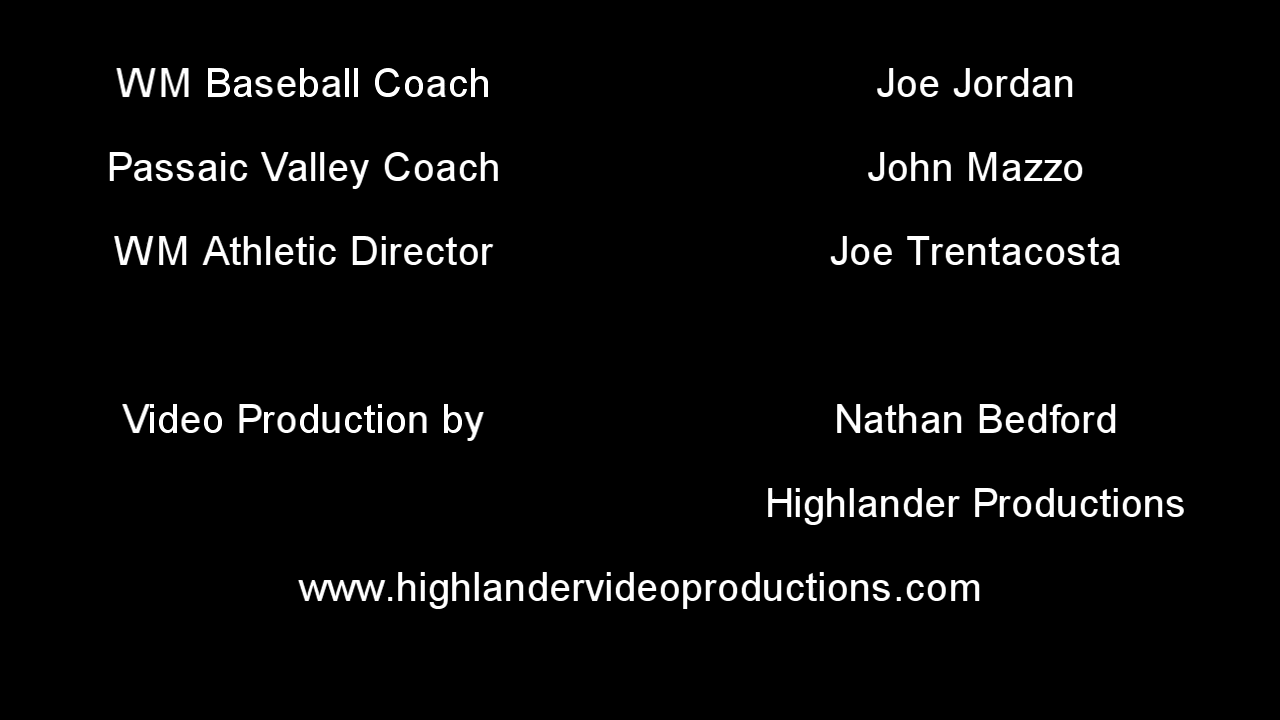 WM Baseball Coach Joe Jordan
Passaic Valley Coach John Mazzo
WM Athletic Director Joe Trentacosta
Video Production by Nathan Bedford
Highlander Productions
www.highlandervideoproductions.com